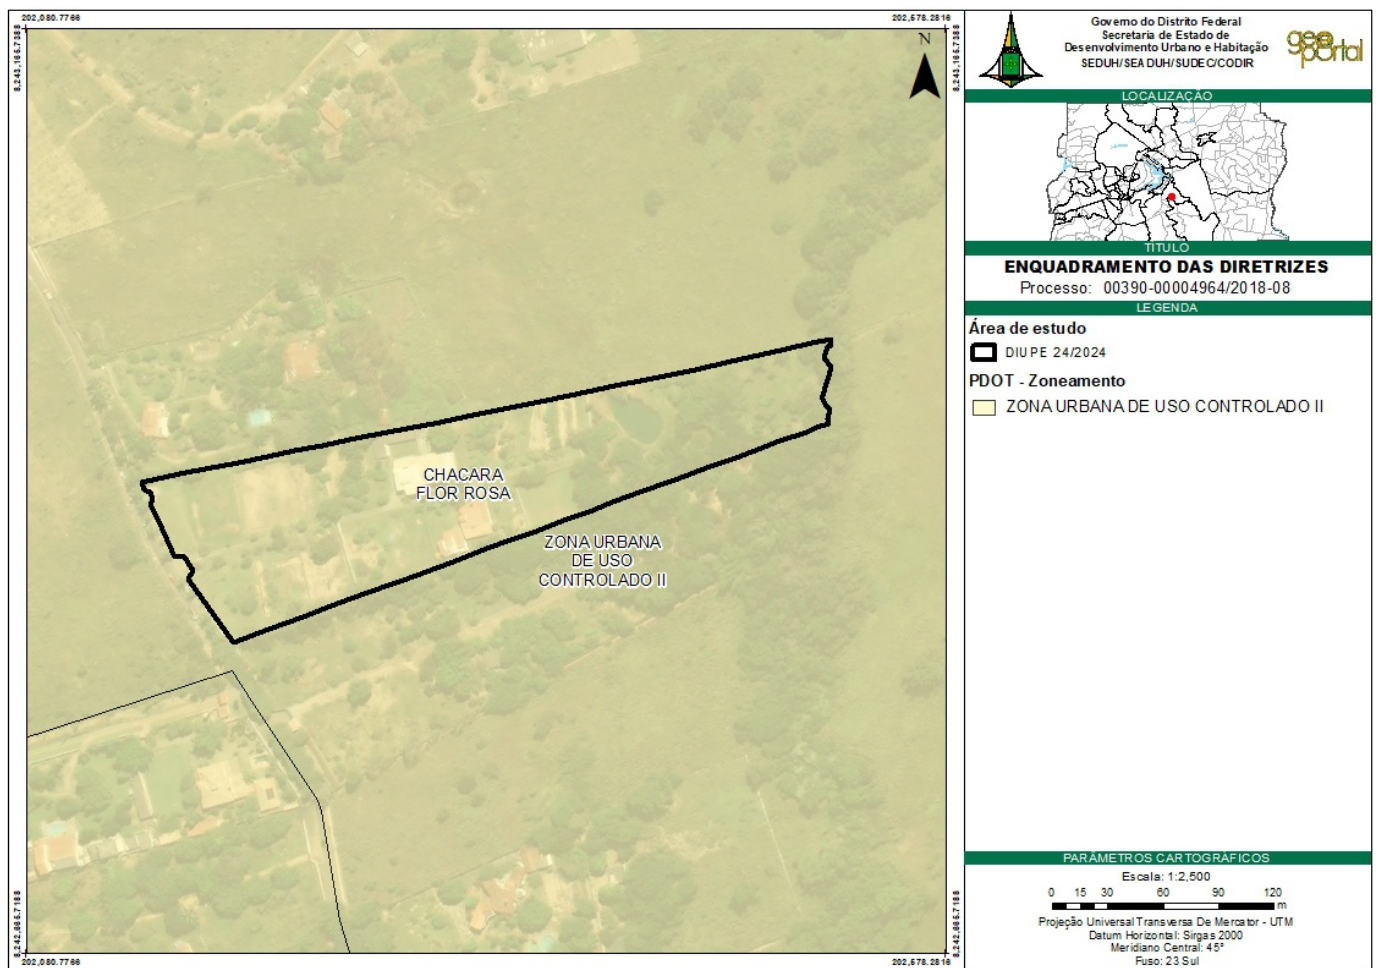 202,080.7766
202,578.2816
8,243,165.7388
8,243,165.7388
N
CHACARA
FLOR ROSA
ZONA URBANA
DE USO
CONTROLADO II
8,242,665.7188
8,242,665.7188
202,080.7766
202,578.2816
Governo do Distrito Federal
Secretaria de Estado de
Desenvolvimento Urbano e Habitação
SEDUH/SEADUH/SUDEC/CODIR
geoportal
LOCALIZAÇÃO
TÍTULO
ENQUADRAMENTO DAS DIRETRIZES
Processo: 00390-00004964/2018-08
LEGENDA
Área de estudo
DIUPE 24/2024
PDOT - Zoneamento
ZONA URBANA DE USO CONTROLADO II
PARÂMETROS CARTOGRÁFICOS
Escala: 1:2,500
0 15 30 60 90 120
m
Projeção Universal Transversa De Mercator - UTM
Datum Horizontal: Sirgas 2000
Meridiano Central: 45°
Fuso: 23 Sul